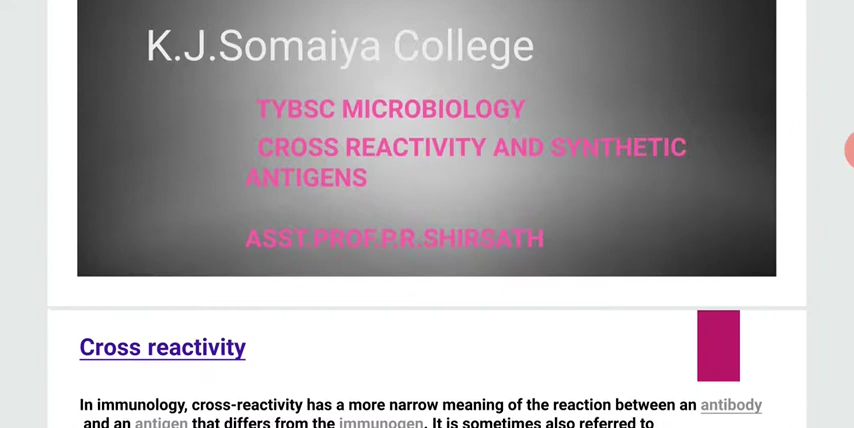 K.J.Somaiya College
TYBSC MICROBIOLOGY
CROSS REACTIVITY AND SYNTHETIC
ANTIGENS
ASST.PROF.P.R.SHIRSATH
Cross reactivity
In immunology, cross-reactivity has a more narrow meaning of the reaction between an antibody
and an antigen that differs from the immunogen. It is sometimes also referred to